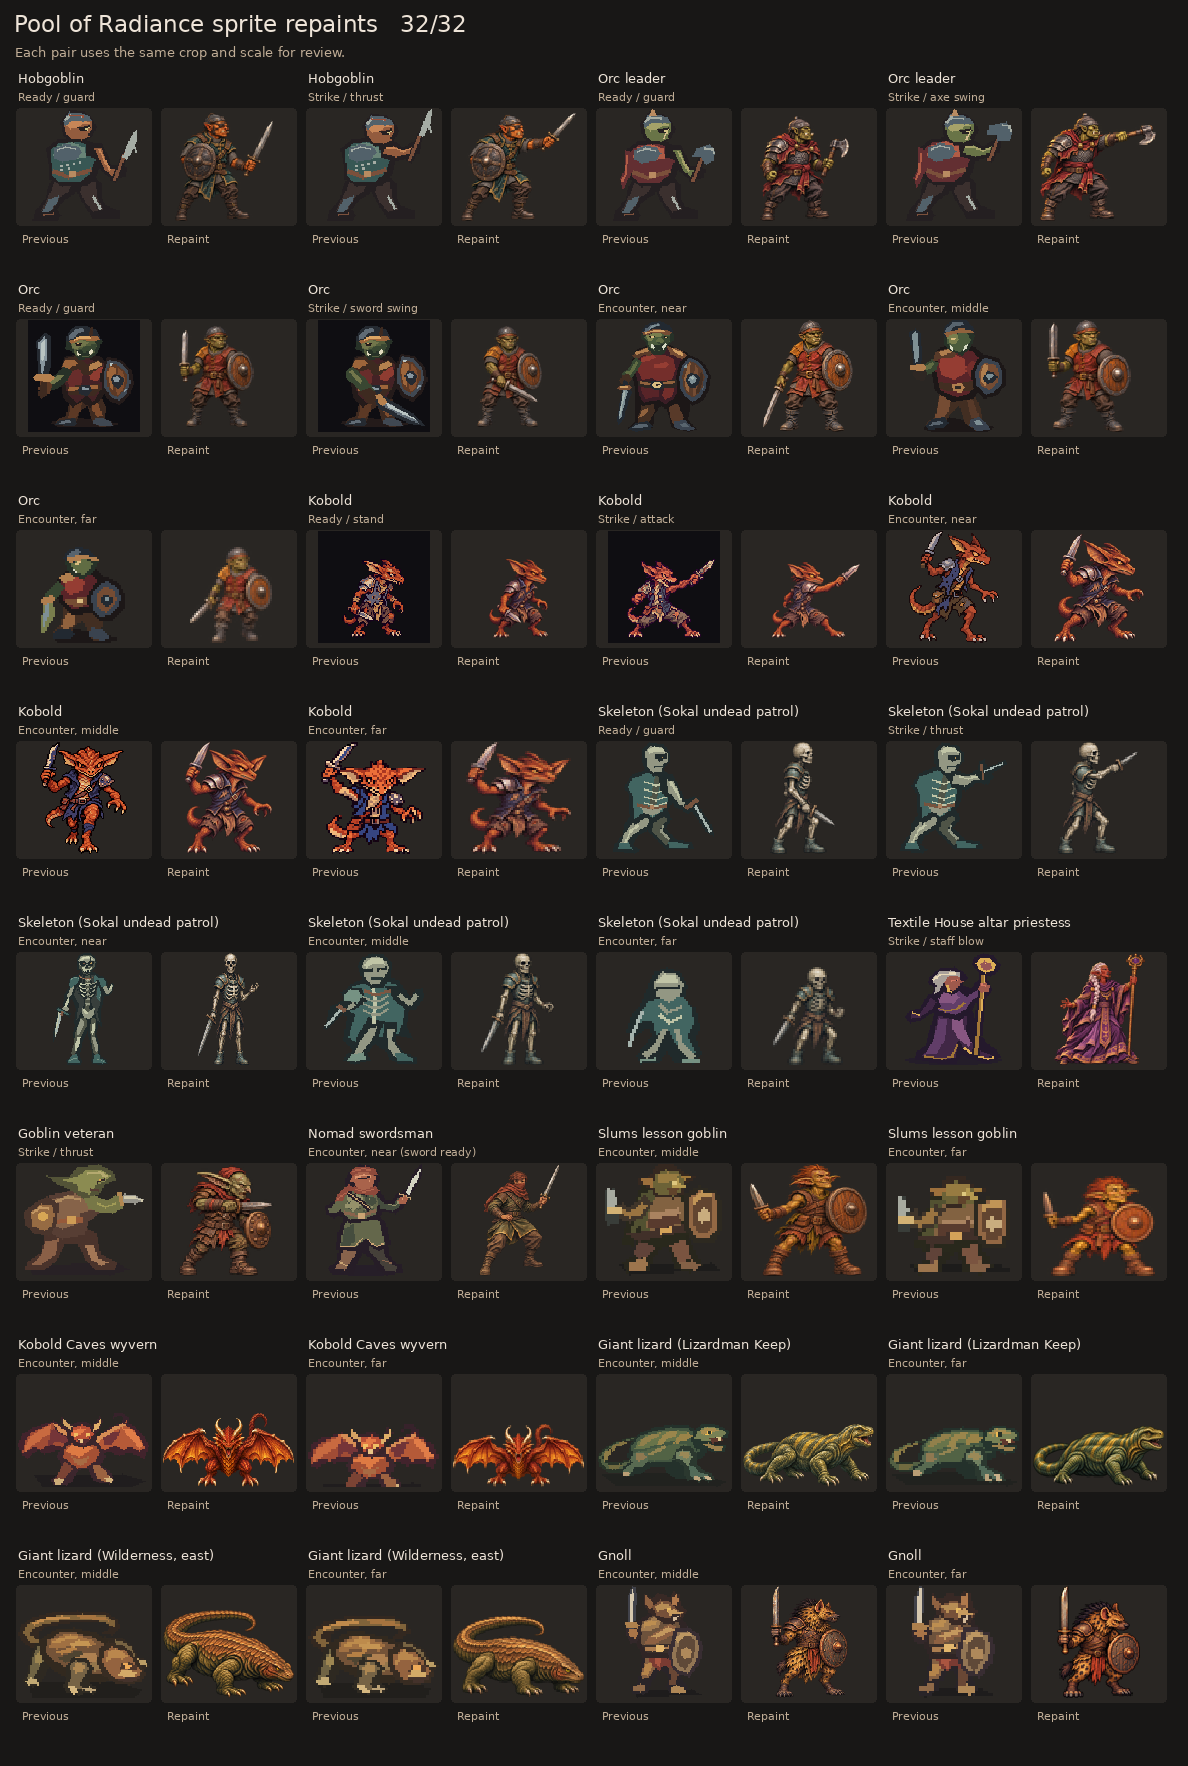 Pool of Radiance sprite repaints 32/32
Each pair uses the same crop and scale for review.
Hobgoblin Hobgoblin Orc leader Orc leader
Ready / guard Strike / thrust Ready / guard Strike / axe swing
Previous Repaint Previous Repaint Previous Repaint Previous Repaint
Orc Orc Orc Orc
Ready / guard Strike / sword swing Encounter, near Encounter, middle
Previous Repaint Previous Repaint Previous Repaint Previous Repaint
Orc Kobold Kobold Kobold
Encounter, far Ready / stand Strike / attack Encounter, near
Previous Repaint Previous Repaint Previous Repaint Previous Repaint
Kobold Kobold Skeleton (Sokal undead patrol) Skeleton (Sokal undead patrol)
Encounter, middle Encounter, far Ready / guard Strike / thrust
Previous Repaint Previous Repaint Previous Repaint Previous Repaint
Skeleton (Sokal undead patrol) Skeleton (Sokal undead patrol) Skeleton (Sokal undead patrol) Textile House altar priestess
Encounter, near Encounter, middle Encounter, far Strike / staff blow
Previous Repaint Previous Repaint Previous Repaint Previous Repaint
Goblin veteran Nomad swordsman Slums lesson goblin Slums lesson goblin
Strike / thrust Encounter, near (sword ready) Encounter, middle Encounter, far
Previous Repaint Previous Repaint Previous Repaint Previous Repaint
Kobold Caves wyvern Kobold Caves wyvern Giant lizard (Lizardman Keep) Giant lizard (Lizardman Keep)
Encounter, middle Encounter, far Encounter, middle Encounter, far
Previous Repaint Previous Repaint Previous Repaint Previous Repaint
Giant lizard (Wilderness, east) Giant lizard (Wilderness, east) Gnoll Gnoll
Encounter, middle Encounter, far Encounter, middle Encounter, far
Previous Repaint Previous Repaint Previous Repaint Previous Repaint